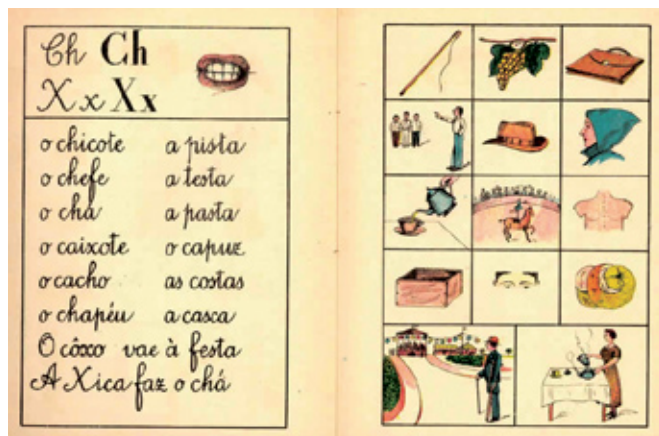 Ch Ch
X x X x
o chicote a pista
o chefe a testa
o chá a pasta
o caixote o capuz
o cacho as costas
o chapéu a casca
O côxo vae à festa
A Xica faz o chá